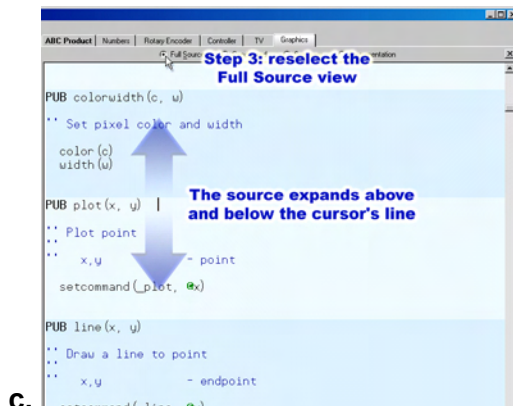 ABC Product Numbers Rotary Encoder Controller TV Graphics
Full Source
Step 3: reselect the
Full Source view
PUB colorwidth(c, w)
'' Set pixel color and width
color(c)
width(w)
The source expands above
and below the cursor's line
PUB plot(x, y)
'' Plot point
''
'' x,y - point
setcommand(_plot, @x)
PUB line(x, y)
'' Draw a line to point
''
'' x,y - endpoint
setcommand(_line, @x)
c.